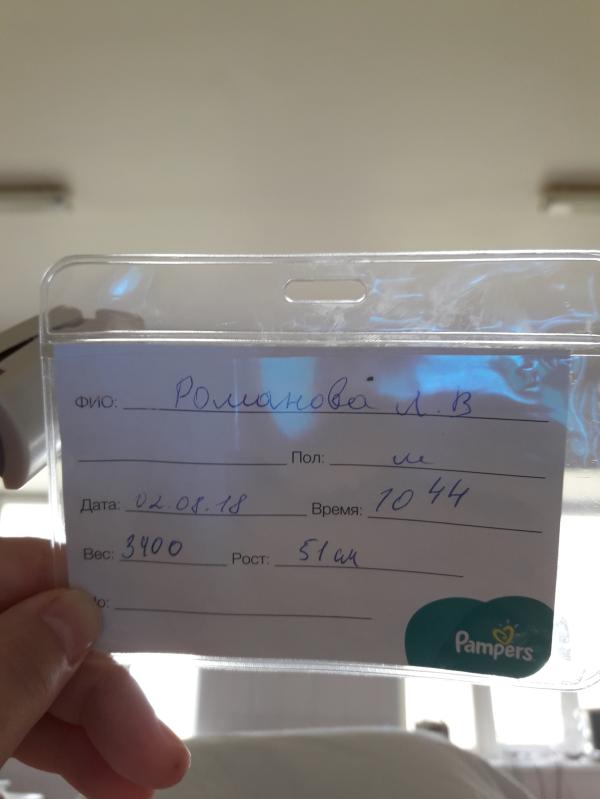 ФИО: Романова Л. В
Пол: м
Дата: 02.08.18 Время: 10 44
Вес: 3400 Рост: 51 см
Pampers